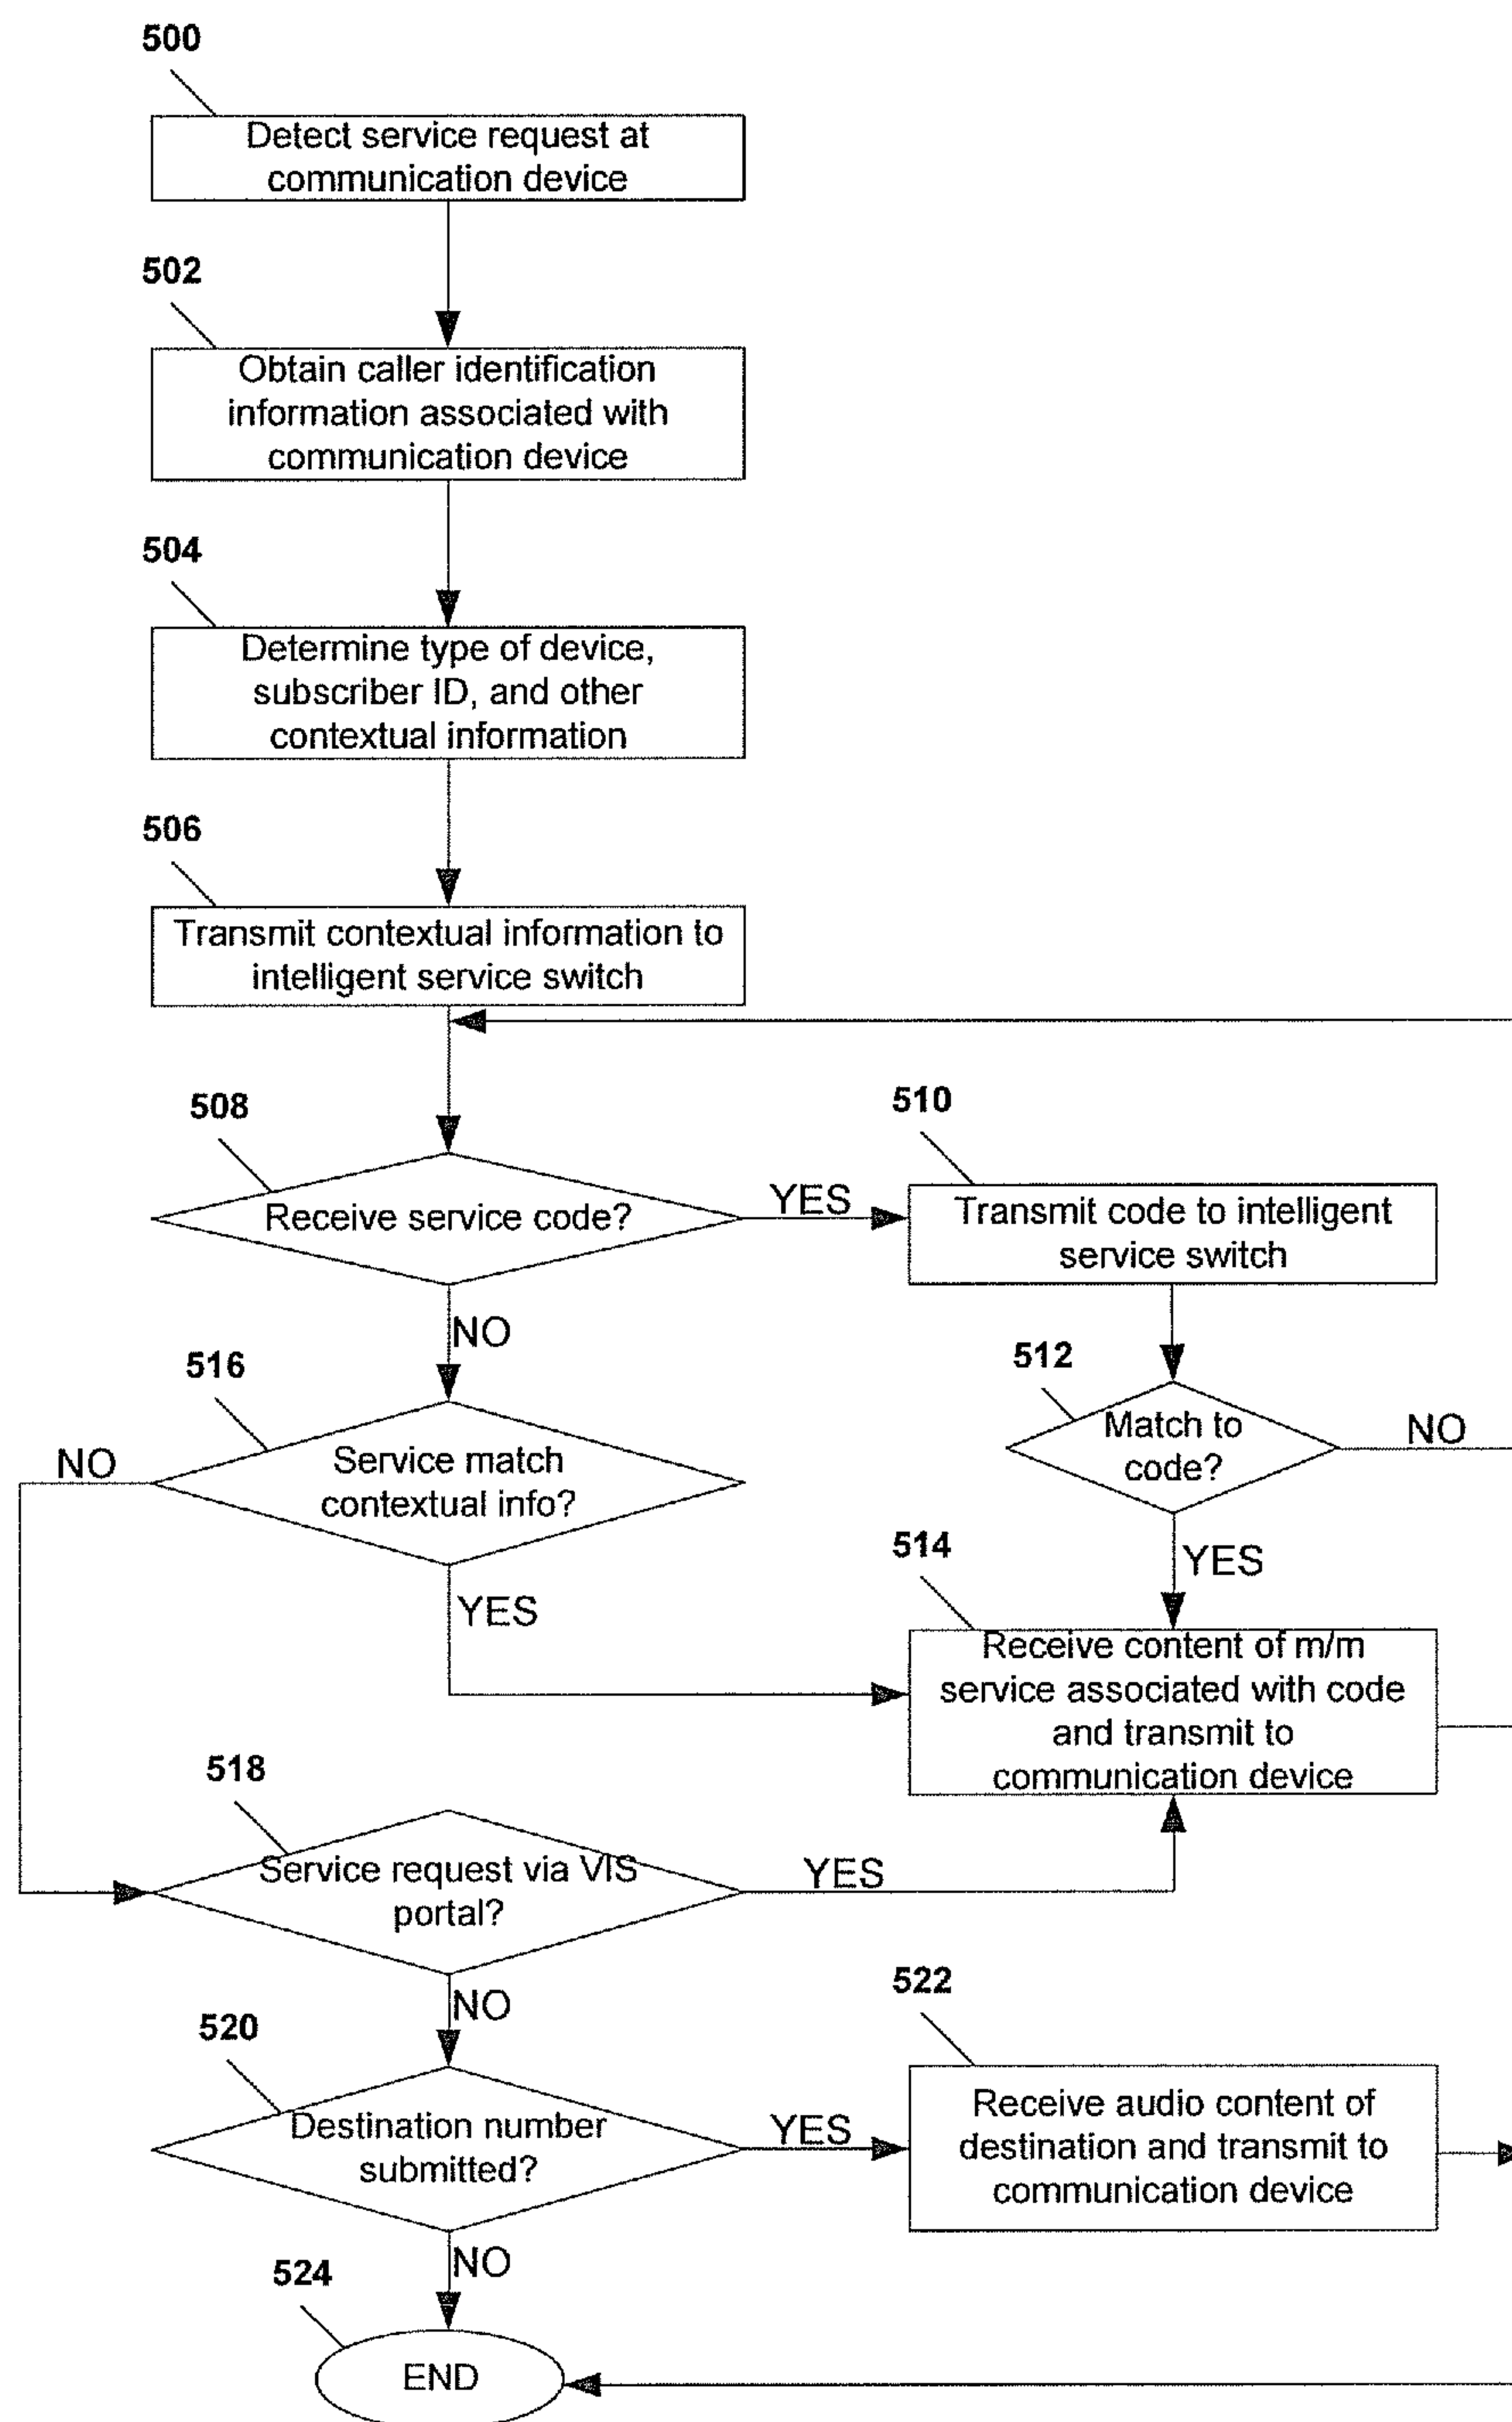 500
Detect service request at
communication device
502
Obtain caller identification
information associated with
communication device
504
Determine type of device,
subscriber ID, and other
contextual information
506
Transmit contextual information to
intelligent service switch
508
Receive service code?
YES
NO
510
Transmit code to intelligent
service switch
512
Match to
code?
NO
YES
516
Service match
contextual info?
NO
YES
514
Receive content of m/m
service associated with code
and transmit to
communication device
518
Service request via VIS
portal?
YES
NO
520
Destination number
submitted?
YES
NO
522
Receive audio content of
destination and transmit to
communication device
524
END